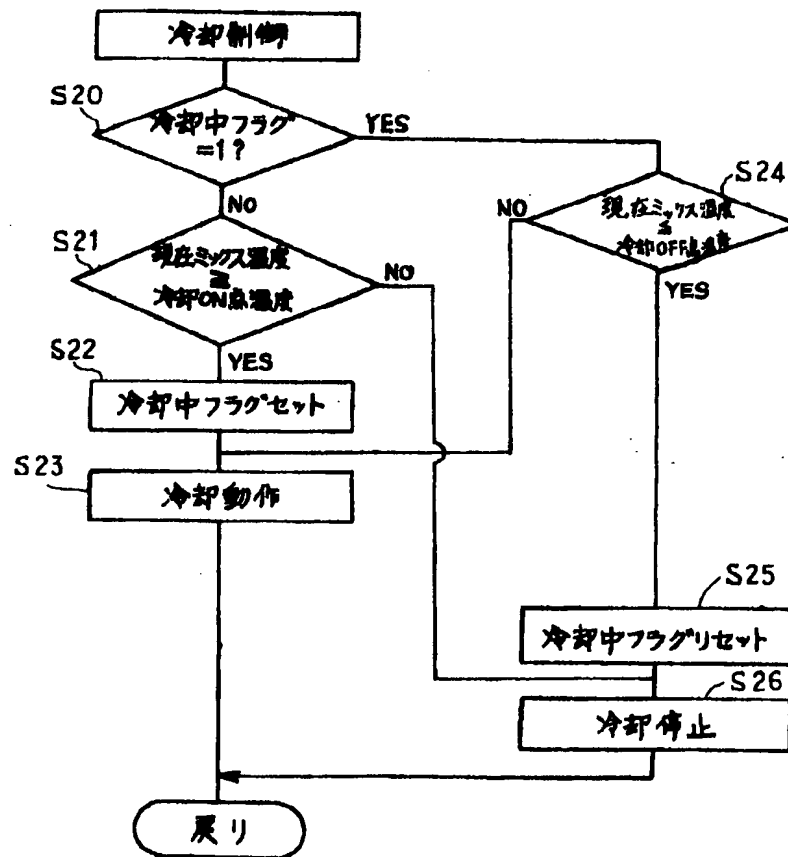 冷却制御
S20
冷却中フラグ
=1?
YES
NO
S24
現在ミックス温度
≦
冷却OFF点温度
NO
YES
S21
現在ミックス温度
≧
冷却ON点温度
NO
YES
S22
冷却中フラグセット
S23
冷却動作
S25
冷却中フラグリセット
S26
冷却停止
戻り